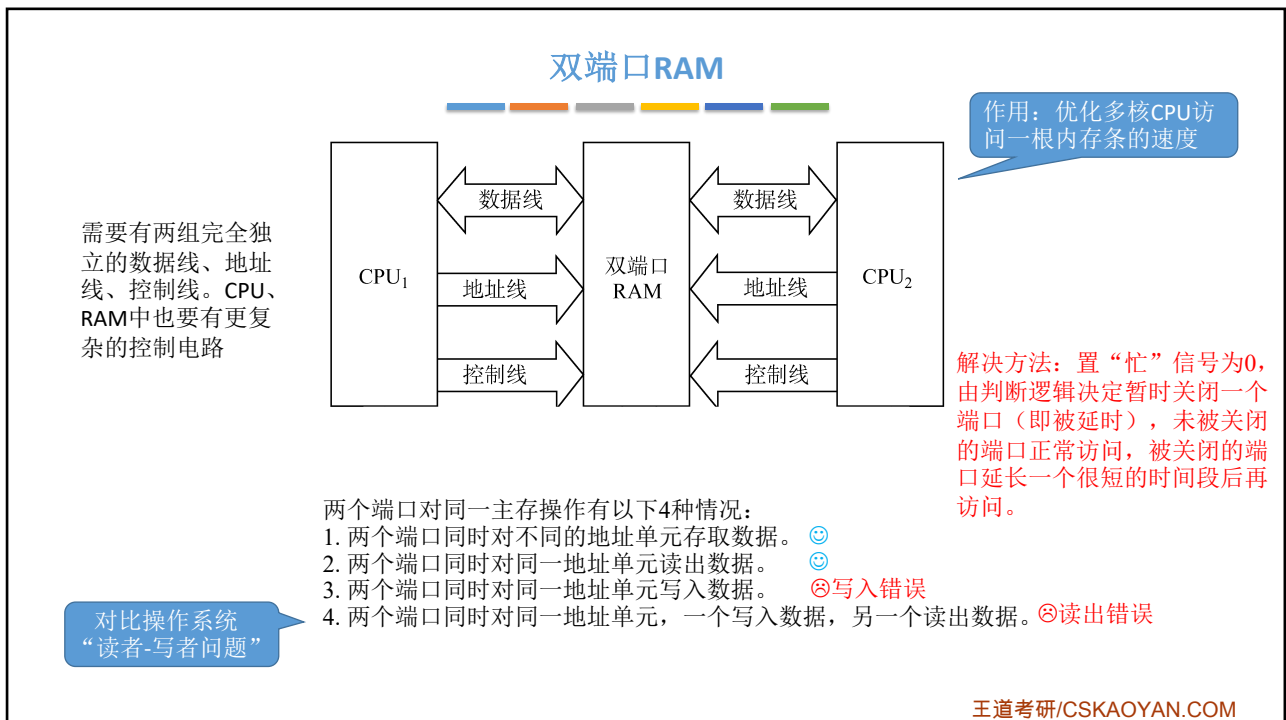 双端口RAM
作用：优化多核CPU访
问一根内存条的速度
需要有两组完全独
立的数据线、地址
线、控制线。CPU、
RAM中也要有更复
杂的控制电路
CPU1
数据线
地址线
控制线
双端口
RAM
数据线
地址线
控制线
CPU2
解决方法：置“忙”信号为0，
由判断逻辑决定暂时关闭一个
端口（即被延时），未被关闭
的端口正常访问，被关闭的端
口延长一个很短的时间段后再
访问。
两个端口对同一主存操作有以下4种情况：
1. 两个端口同时对不同的地址单元存取数据。☺
2. 两个端口同时对同一地址单元读出数据。☺
3. 两个端口同时对同一地址单元写入数据。☹写入错误
4. 两个端口同时对同一地址单元，一个写入数据，另一个读出数据。☹读出错误
对比操作系统
“读者-写者问题”
王道考研/CSKAOYAN.COM